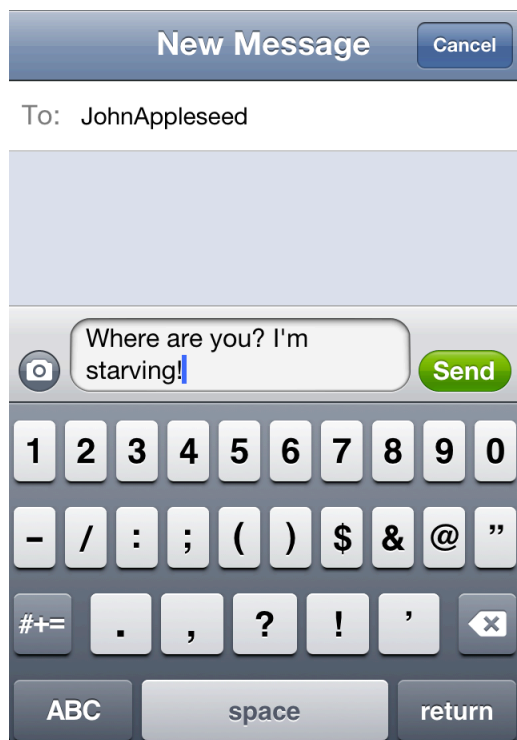 New Message Cancel
To: JohnAppleseed
Where are you? I'm
starving!
Send
1 2 3 4 5 6 7 8 9 0
- / : ; ( ) $ & @ ”
#+= . , ? ! ’
ABC space return